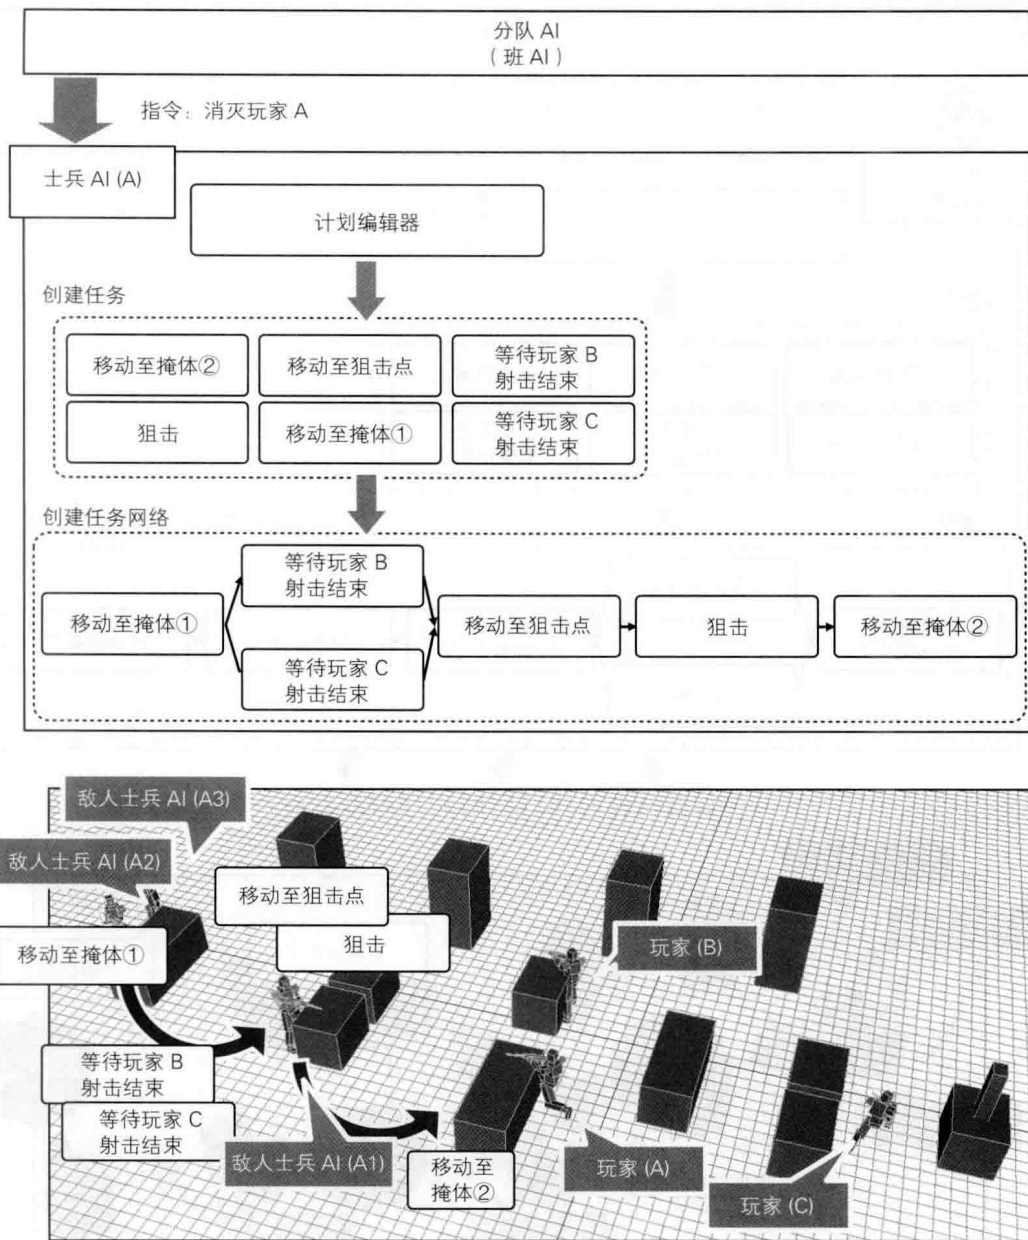 分队 AI
（班 AI）
指令：消灭玩家 A
士兵 AI (A)
计划编辑器
创建任务
移动至掩体②
移动至狙击点
等待玩家 B
射击结束
狙击
移动至掩体①
等待玩家 C
射击结束
创建任务网络
移动至掩体①
等待玩家 B
射击结束
等待玩家 C
射击结束
移动至狙击点
狙击
移动至掩体②
敌人士兵 AI (A3)
敌人士兵 AI (A2)
移动至狙击点
狙击
移动至掩体①
玩家 (B)
等待玩家 B
射击结束
等待玩家 C
射击结束
敌人士兵 AI (A1)
移动至
掩体②
玩家 (A)
玩家 (C)